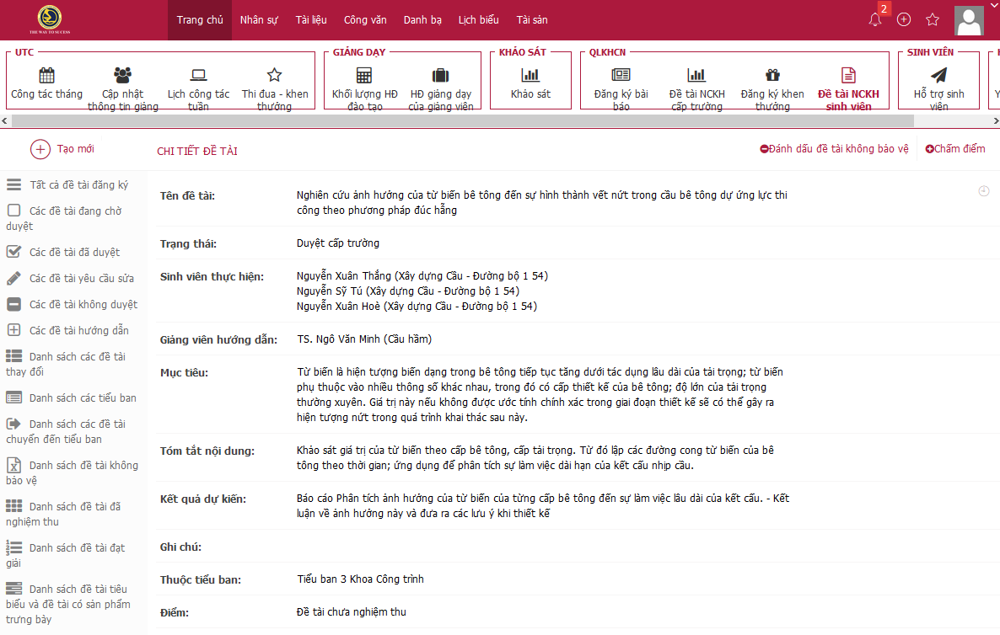 THE WAY TO SUCESS
Trang chủ
Nhân sự
Tài liệu
Công văn
Danh bạ
Lịch biểu
Tài sản
2
UTC
Công tác tháng
Cập nhật
thông tin giảng
Lịch công tác
tuần
Thi đua - khen
thưởng
GIẢNG DẠY
Khối lượng HĐ
đào tạo
HĐ giảng dạy
của giảng viên
KHẢO SÁT
Khảo sát
QLKHCN
Đăng ký bài
báo
Đề tài NCKH
cấp trường
Đăng ký khen
thưởng
Đề tài NCKH
sinh viên
SINH VIÊN
Hỗ trợ sinh
viên
Tạo mới
CHI TIẾT ĐỀ TÀI
Đánh dấu đề tài không bảo vệ
Chấm điểm
Tất cả đề tài đăng ký
Các đề tài đang chờ
duyệt
Các đề tài đã duyệt
Các đề tài yêu cầu sửa
Các đề tài không duyệt
Các đề tài hướng dẫn
Danh sách các đề tài
thay đổi
Danh sách các tiểu ban
Danh sách các đề tài
chuyển đến tiểu ban
Danh sách đề tài không
bảo vệ
Danh sách đề tài đã
nghiệm thu
Danh sách đề tài đạt
giải
Danh sách đề tài tiêu
biểu và đề tài có sản phẩm
trưng bày
Tên đề tài:
Nghiên cứu ảnh hưởng của từ biến bê tông đến sự hình thành vết nứt trong cầu bê tông dự ứng lực thi
công theo phương pháp đúc hẫng
Trạng thái:
Duyệt cấp trường
Sinh viên thực hiện:
Nguyễn Xuân Thắng (Xây dựng Cầu - Đường bộ 1 54)
Nguyễn Sỹ Tú (Xây dựng Cầu - Đường bộ 1 54)
Nguyễn Xuân Hoè (Xây dựng Cầu - Đường bộ 1 54)
Giảng viên hướng dẫn:
TS. Ngô Văn Minh (Cầu hầm)
Mục tiêu:
Từ biến là hiện tượng biến dạng trong bê tông tiếp tục tăng dưới tác dụng lâu dài của tải trọng; từ biến
phụ thuộc vào nhiều thông số khác nhau, trong đó có cấp thiết kế của bê tông; độ lớn của tải trọng
thường xuyên. Giá trị này nếu không được ước tính chính xác trong giai đoạn thiết kế sẽ có thể gây ra
hiện tượng nứt trong quá trình khai thác sau này.
Tóm tắt nội dung:
Khảo sát giá trị của từ biến theo cấp bê tông, cấp tải trọng. Từ đó lập các đường cong từ biến của bê
tông theo thời gian; ứng dụng để phân tích sự làm việc dài hạn của kết cấu nhịp cầu.
Kết quả dự kiến:
Báo cáo Phân tích ảnh hưởng của từ biến của từng cấp bê tông đến sự làm việc lâu dài của kết cấu. - Kết
luận về ảnh hưởng này và đưa ra các lưu ý khi thiết kế
Ghi chú:
Thuộc tiểu ban:
Tiểu ban 3 Khoa Công trình
Điểm:
Đề tài chưa nghiệm thu